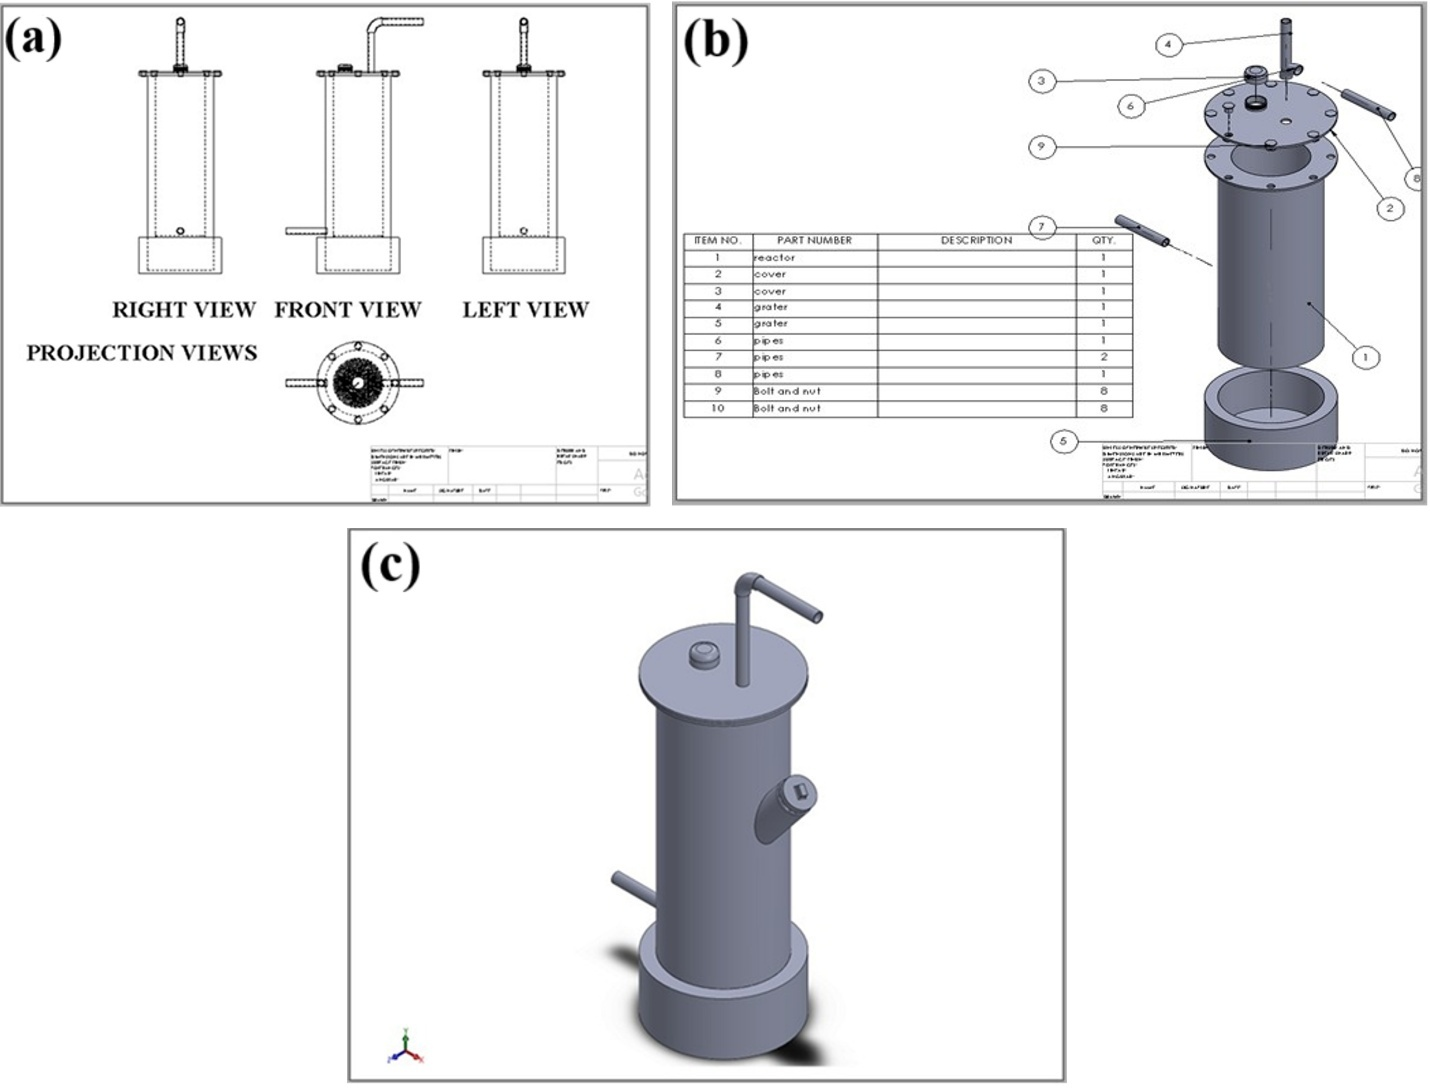 (a)
RIGHT VIEW FRONT VIEW LEFT VIEW
PROJECTION VIEWS
(b)
4
3
6
9
8
2
7
1
5
ITEM NO. PART NUMBER DESCRIPTION QTY.
1 reactor 1
2 cover 1
3 cover 1
4 grater 1
5 grater 1
6 pipes 1
7 pipes 2
8 pipes 1
9 Bolt and nut 8
10 Bolt and nut 8
(c)
Y
Z
X